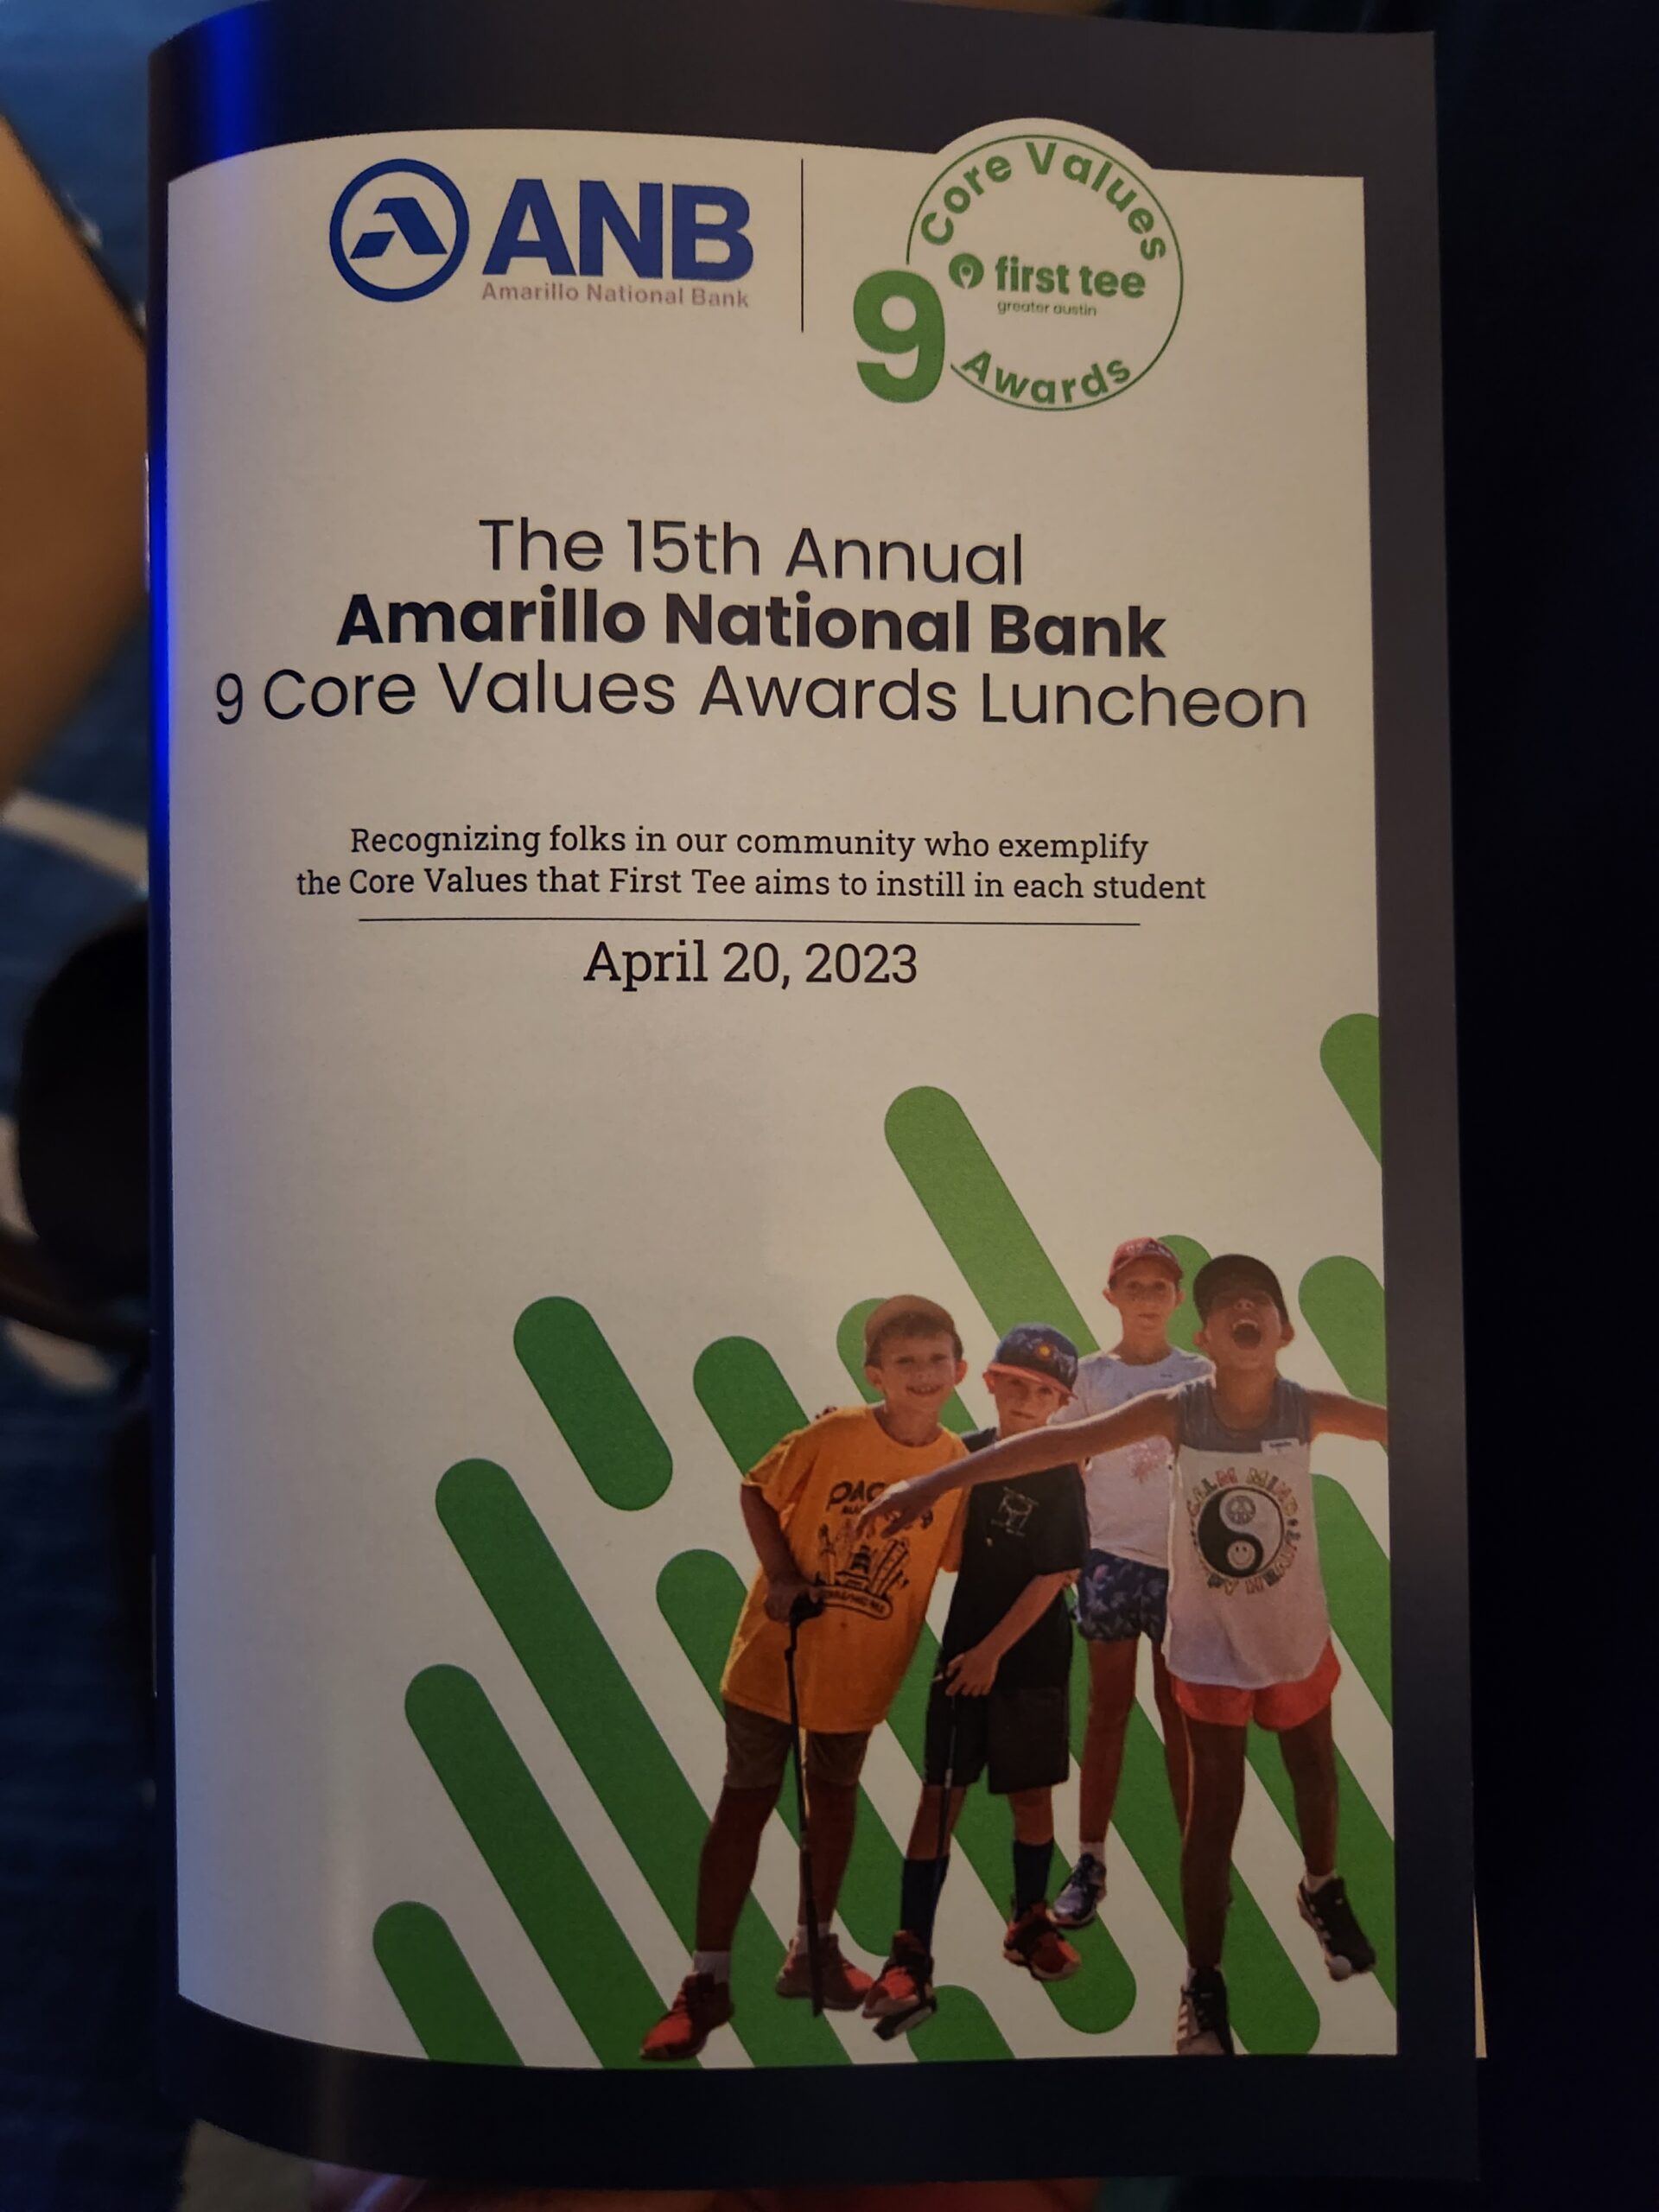 ANB
Amarillo National Bank
9 Core Values
first tee
greater austin
Awards
The 15th Annual
Amarillo National Bank
9 Core Values Awards Luncheon
Recognizing folks in our community who exemplify
the Core Values that First Tee aims to instill in each student
April 20, 2023
CALM MIND